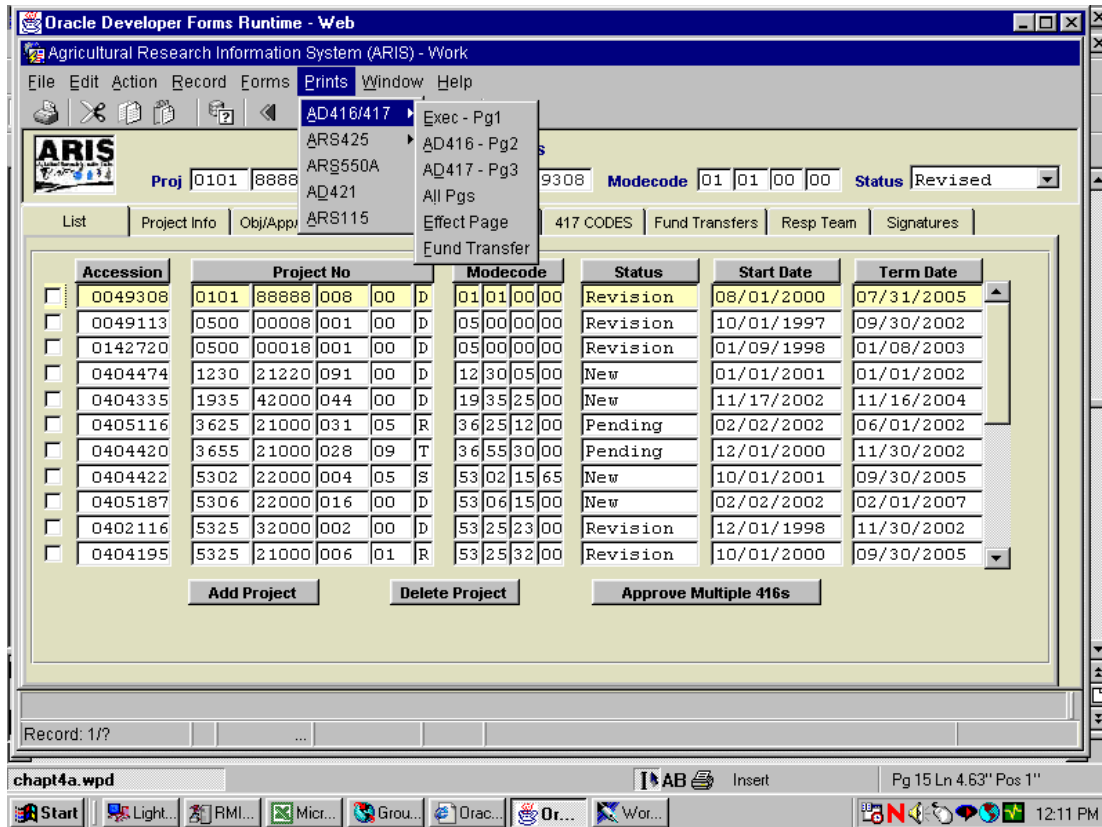 Oracle Developer Forms Runtime - Web
Agricultural Research Information System (ARIS) - Work
File Edit Action Record Forms Prints Window Help
AD416/417 Exec - Pg1
ARS425 AD416 - Pg2
ARS550A AD417 - Pg3
AD421 All Pgs
ARS115 Effect Page
Fund Transfer
ARIS
Proj 0101 8888 9308 Modecode 01 01 00 00 Status Revised
List Project Info Obj/App/ 417 CODES Fund Transfers Resp Team Signatures
Accession Project No Modecode Status Start Date Term Date
0049308 0101 88888 008 00 D 01 01 00 00 Revision 08/01/2000 07/31/2005
0049113 0500 00008 001 00 D 05 00 00 00 Revision 10/01/1997 09/30/2002
0142720 0500 00018 001 00 D 05 00 00 00 Revision 01/09/1998 01/08/2003
0404474 1230 21220 091 00 D 12 30 05 00 New 01/01/2001 01/01/2002
0404335 1935 42000 044 00 D 19 35 25 00 New 11/17/2002 11/16/2004
0405116 3625 21000 031 05 R 36 25 12 00 Pending 02/02/2002 06/01/2002
0404420 3655 21000 028 09 T 36 55 30 00 Pending 12/01/2000 11/30/2002
0404422 5302 22000 004 05 S 53 02 15 65 New 10/01/2001 09/30/2005
0405187 5306 22000 016 00 D 53 06 15 00 New 02/02/2002 02/01/2007
0402116 5325 32000 002 00 D 53 25 23 00 Revision 12/01/1998 11/30/2002
0404195 5325 21000 006 01 R 53 25 32 00 Revision 10/01/2000 09/30/2005
Add Project Delete Project Approve Multiple 416s
Record: 1/? ...
chapt4a.wpd AB Insert Pg 15 Ln 4.63" Pos 1"
Start Light... RMI... Micr... Grou... Orac... Or... Wor... 12:11 PM